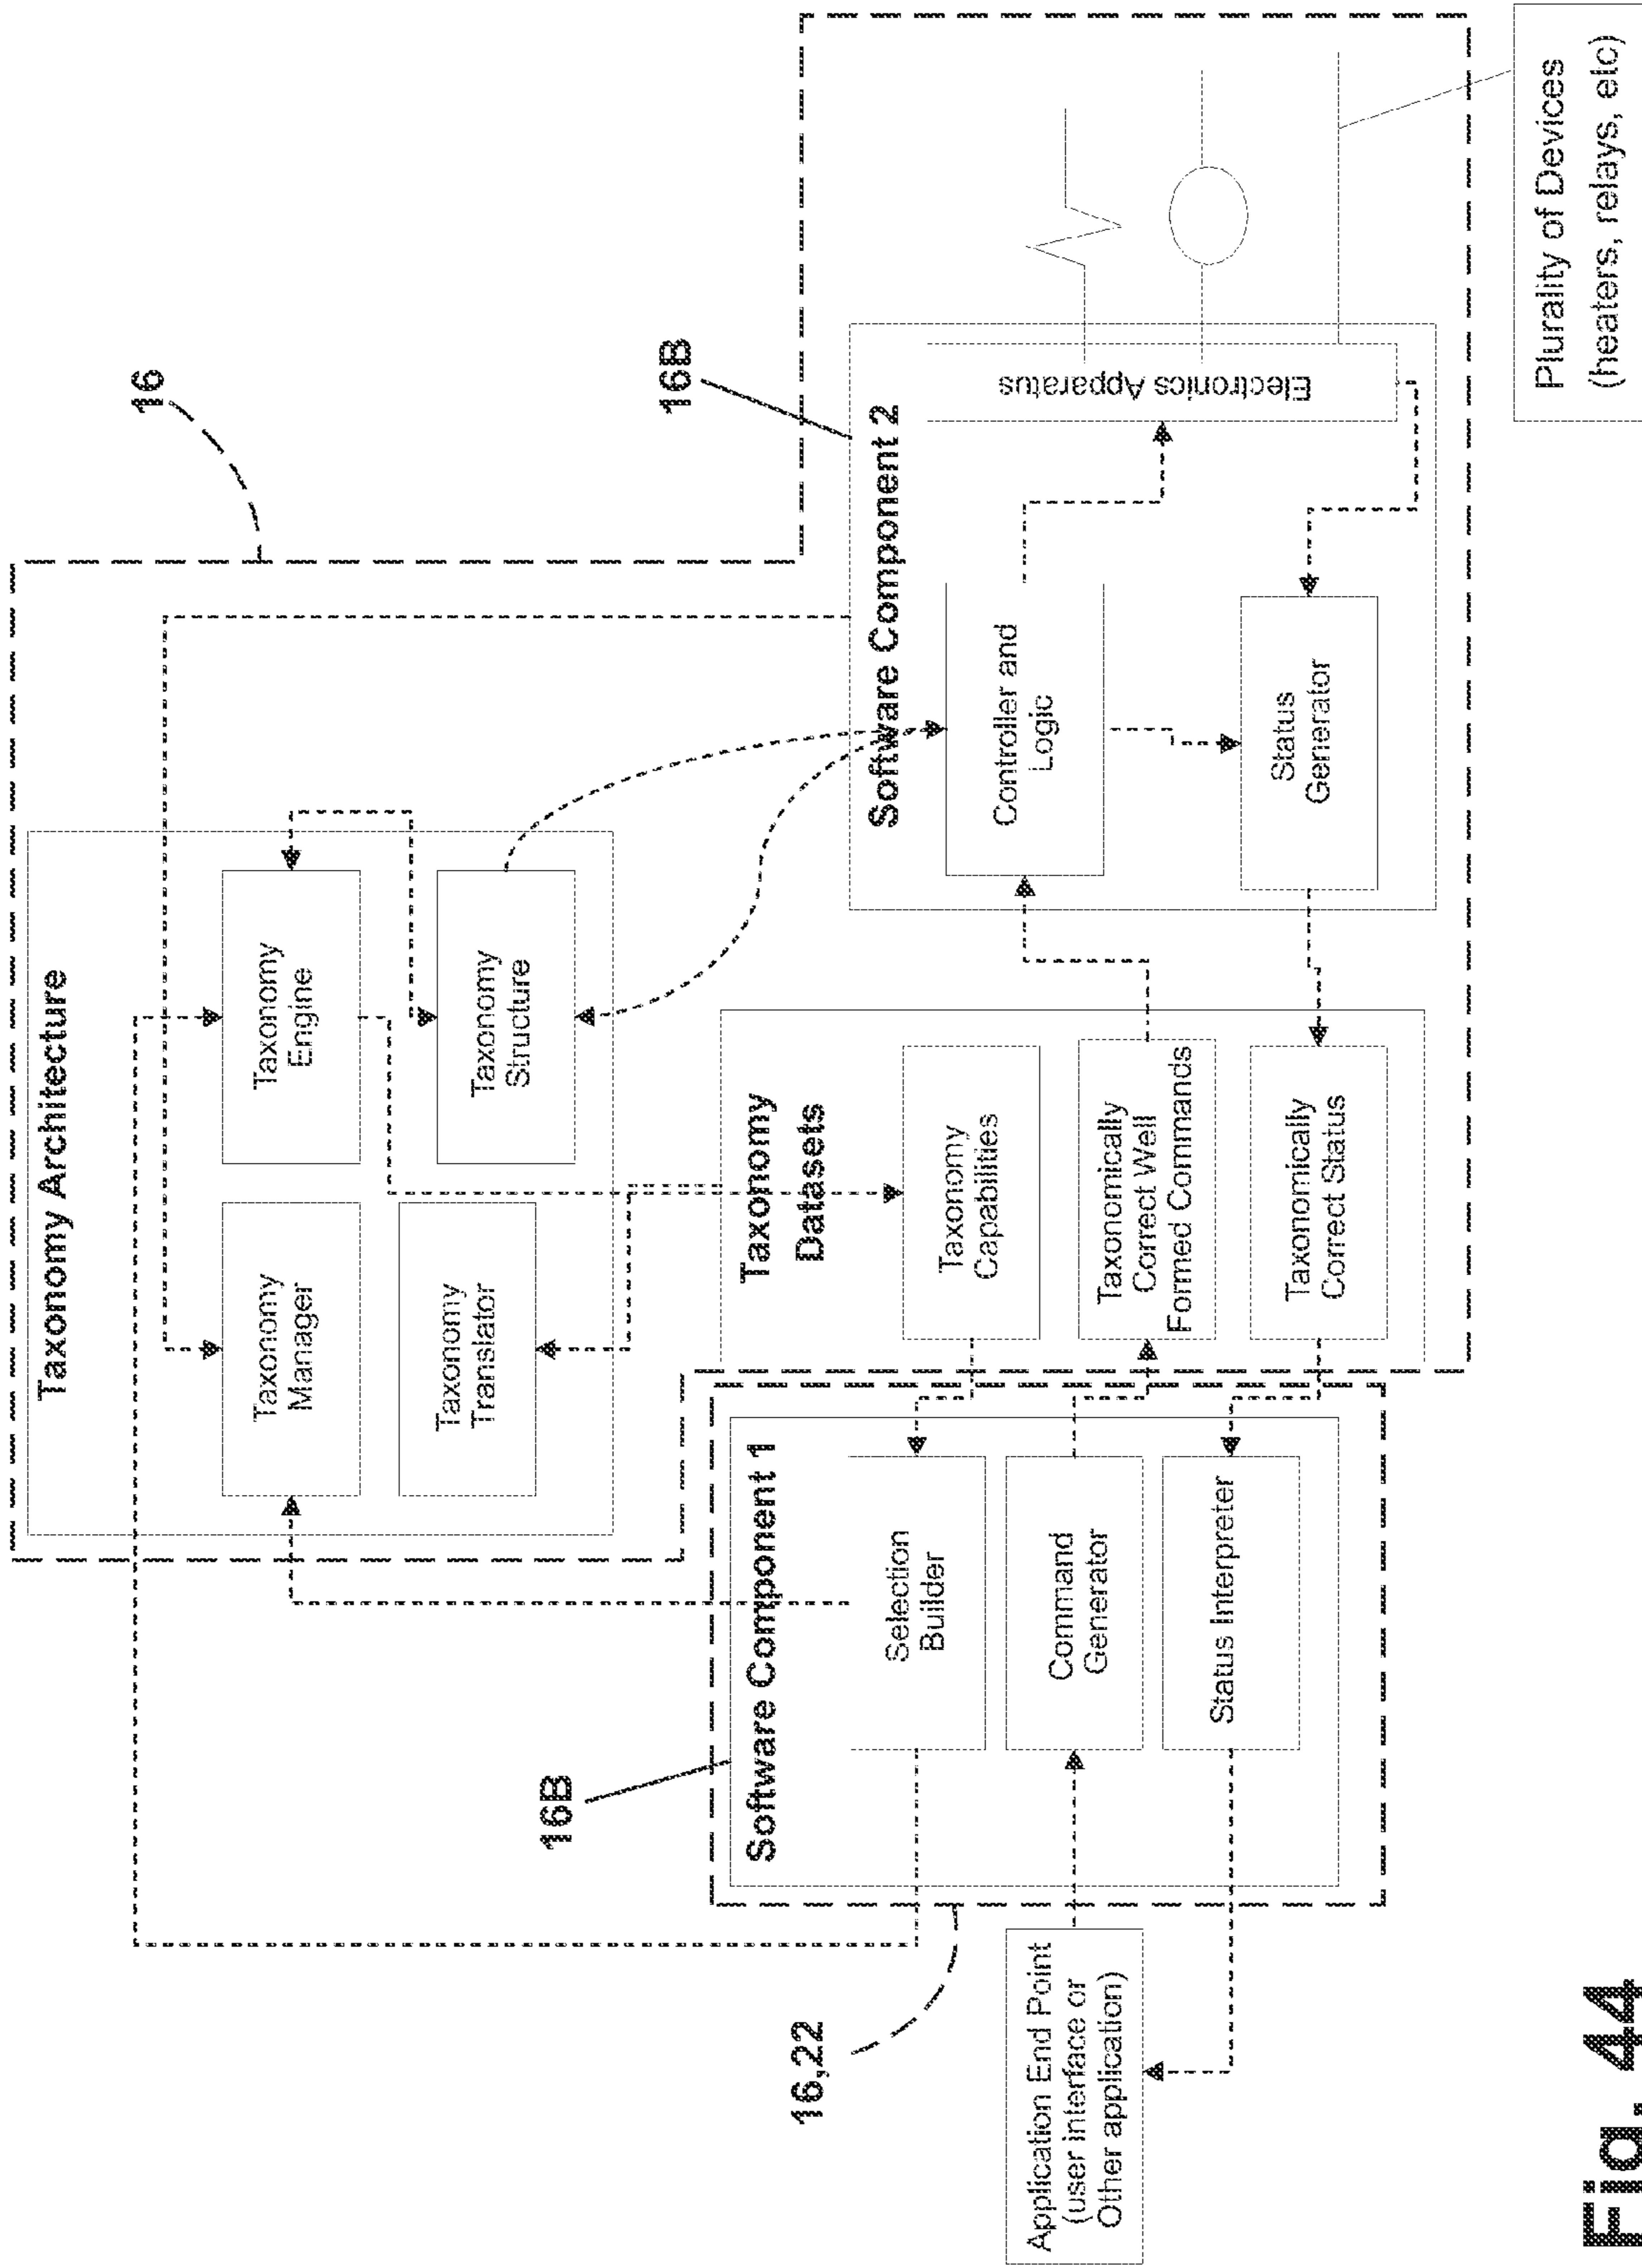 16
Taxonomy Architecture
Taxonomy
Manager
Taxonomy
Engine
Taxonomy
Translator
Taxonomy
Structure
16B
Software Component 1
Selection
Builder
Command
Generator
Status Interpreter
16,22
Application End Point
(user interface or
Other application)
Taxonomy
Datasets
Taxonomy
Capabilities
Taxonomically
Correct Well
Formed Commands
Taxonomically
Correct Status
16B
Software Component 2
Controller and
Logic
Status
Generator
Electronics Apparatus
Plurality of Devices
(heaters, relays, etc)
Fig. 44